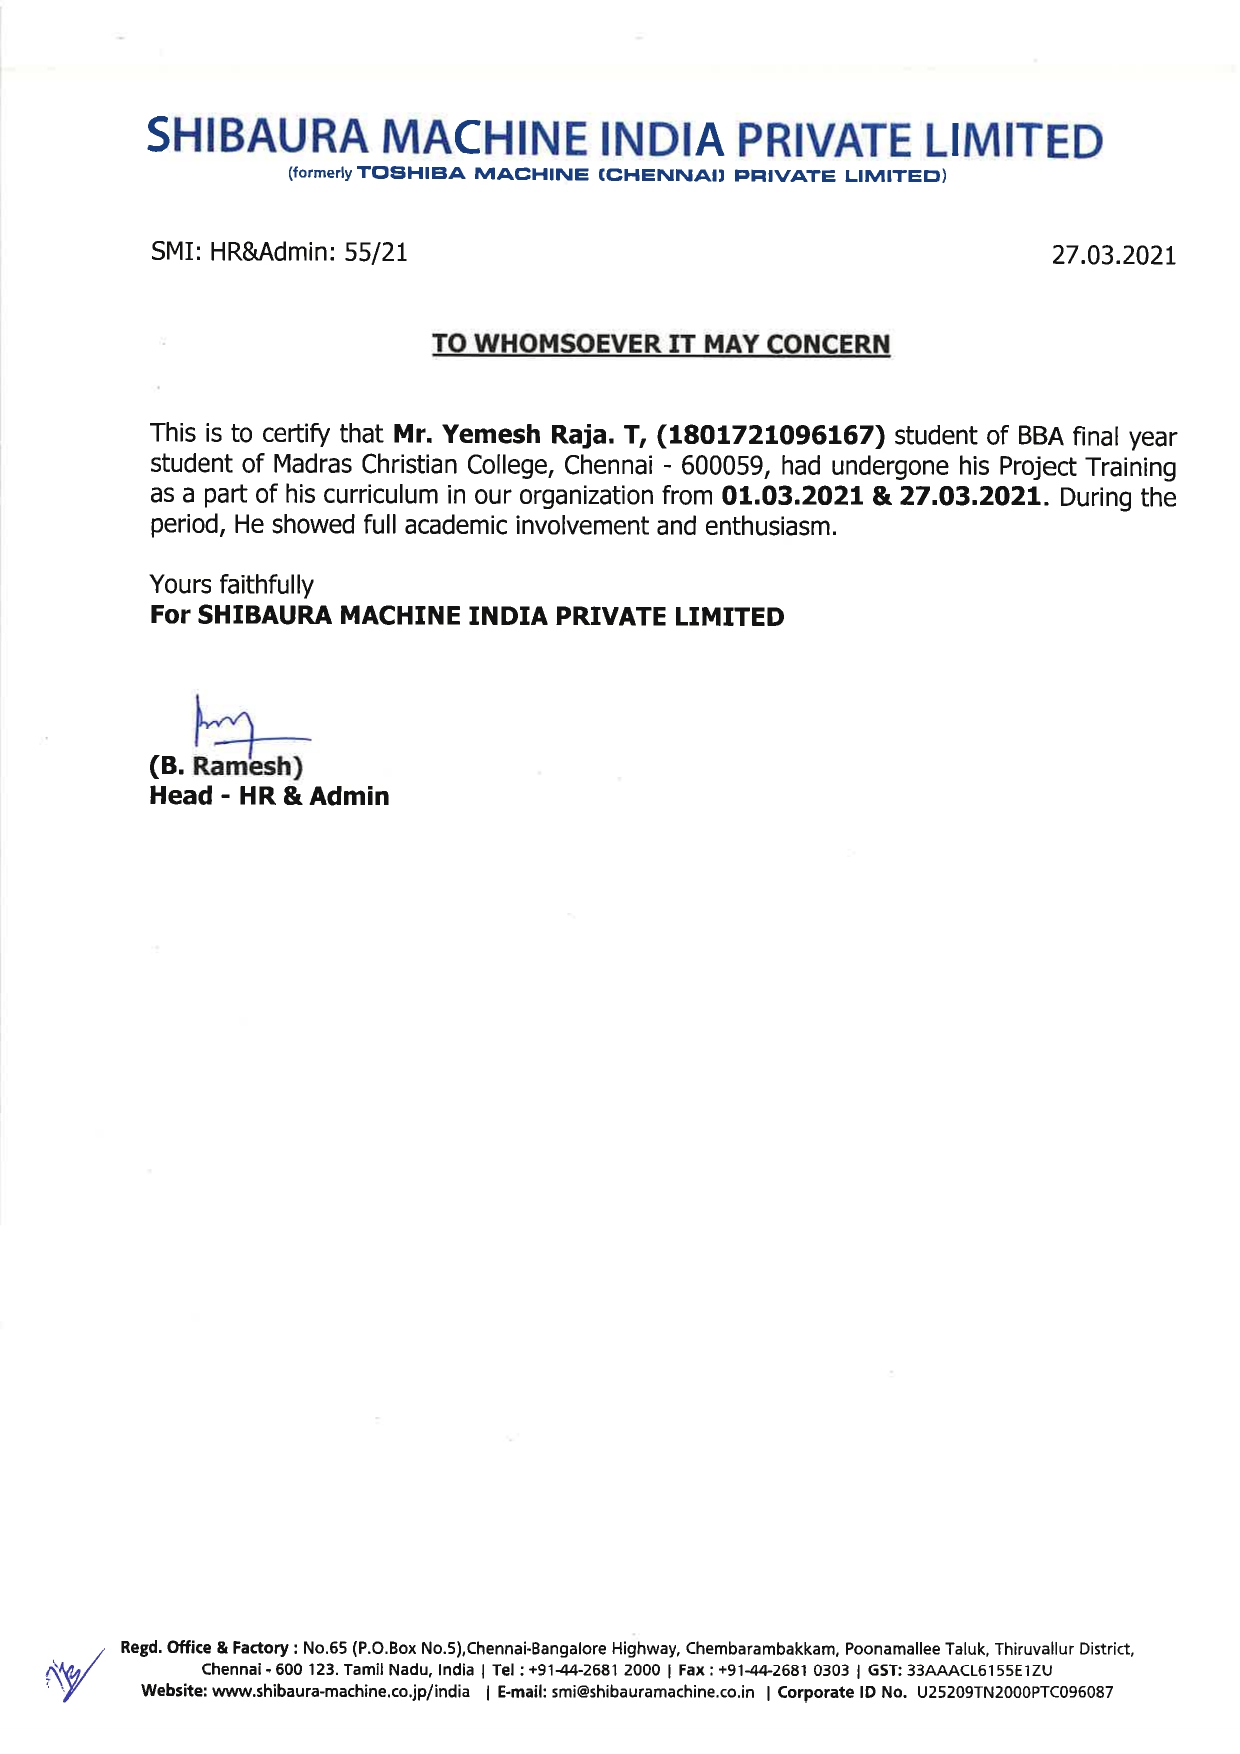 SHIBAURA MACHINE INDIA PRIVATE LIMITED
(formerly TOSHIBA MACHINE (CHENNAI) PRIVATE LIMITED)
SMI: HR&Admin: 55/21 27.03.2021
TO WHOMSOEVER IT MAY CONCERN
This is to certify that Mr. Yemesh Raja. T, (1801721096167) student of BBA final year
student of Madras Christian College, Chennai - 600059, had undergone his Project Training
as a part of his curriculum in our organization from 01.03.2021 & 27.03.2021. During the
period, He showed full academic involvement and enthusiasm.
Yours faithfully
For SHIBAURA MACHINE INDIA PRIVATE LIMITED
(B. Ramesh)
Head - HR & Admin
Regd. Office & Factory : No.65 (P.O.Box No.5),Chennai-Bangalore Highway, Chembarambakkam, Poonamallee Taluk, Thiruvallur District,
Chennai - 600 123. Tamil Nadu, India | Tel : +91-44-2681 2000 | Fax : +91-44-2681 0303 | GST: 33AAACL6155E1ZU
Website: www.shibaura-machine.co.jp/india | E-mail: smi@shibauramachine.co.in | Corporate ID No. U25209TN2000PTC096087